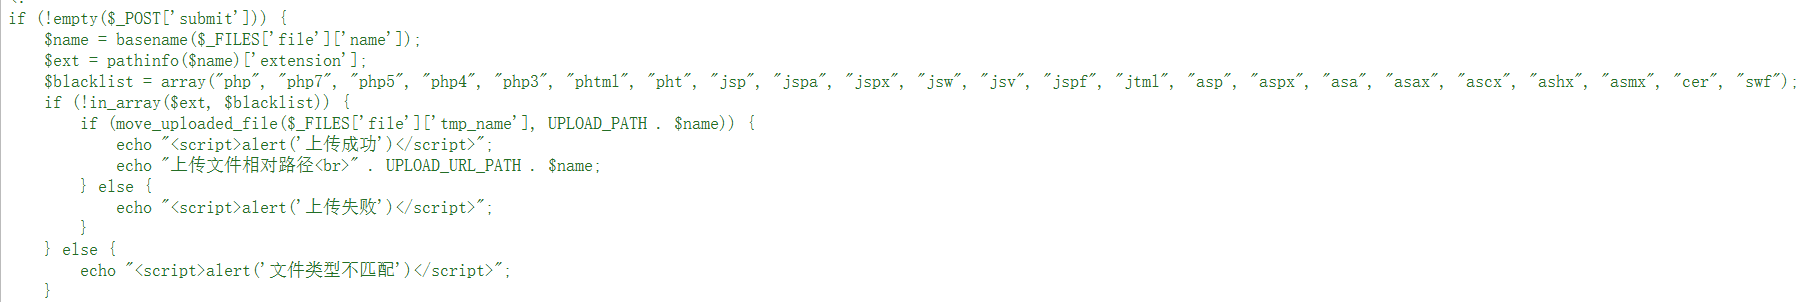 if (!empty($_POST['submit'])) {
    $name = basename($_FILES['file']['name']);
    $ext = pathinfo($name)['extension'];
    $blacklist = array("php", "php7", "php5", "php4", "php3", "phtml", "pht", "jsp", "jspa", "jspx", "jsw", "jsv", "jspf", "jtml", "asp", "aspx", "asa", "asax", "ascx", "ashx", "asmx", "cer", "swf");
    if (!in_array($ext, $blacklist)) {
        if (move_uploaded_file($_FILES['file']['tmp_name'], UPLOAD_PATH . $name)) {
            echo "<script>alert('上传成功')</script>";
            echo "上传文件相对路径<br>" . UPLOAD_URL_PATH . $name;
        } else {
            echo "<script>alert('上传失败')</script>";
        }
    } else {
        echo "<script>alert('文件类型不匹配')</script>";
    }